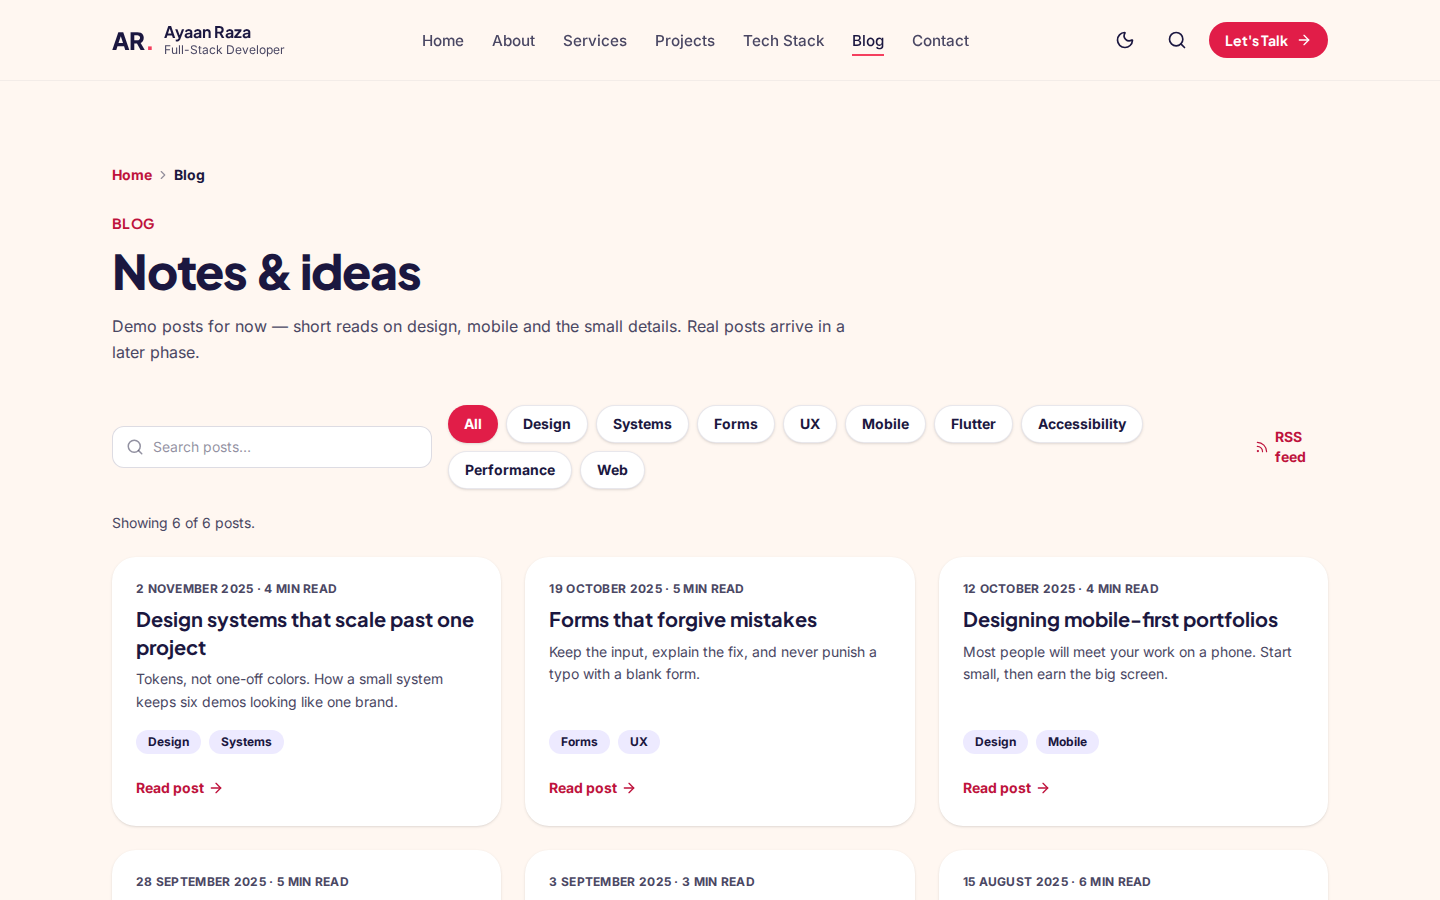 AR.
Ayaan Raza
Full-Stack Developer
Home
About
Services
Projects
Tech Stack
Blog
Contact
Let's Talk
Home
Blog
BLOG
Notes & ideas
Demo posts for now — short reads on design, mobile and the small details. Real posts arrive in a
later phase.
Search posts...
All
Design
Systems
Forms
UX
Mobile
Flutter
Accessibility
Performance
Web
RSS
feed
Showing 6 of 6 posts.
2 NOVEMBER 2025 · 4 MIN READ
Design systems that scale past one
project
Tokens, not one-off colors. How a small system
keeps six demos looking like one brand.
Design
Systems
Read post
19 OCTOBER 2025 · 5 MIN READ
Forms that forgive mistakes
Keep the input, explain the fix, and never punish a
typo with a blank form.
Forms
UX
Read post
12 OCTOBER 2025 · 4 MIN READ
Designing mobile-first portfolios
Most people will meet your work on a phone. Start
small, then earn the big screen.
Design
Mobile
Read post
28 SEPTEMBER 2025 · 5 MIN READ
3 SEPTEMBER 2025 · 3 MIN READ
15 AUGUST 2025 · 6 MIN READ